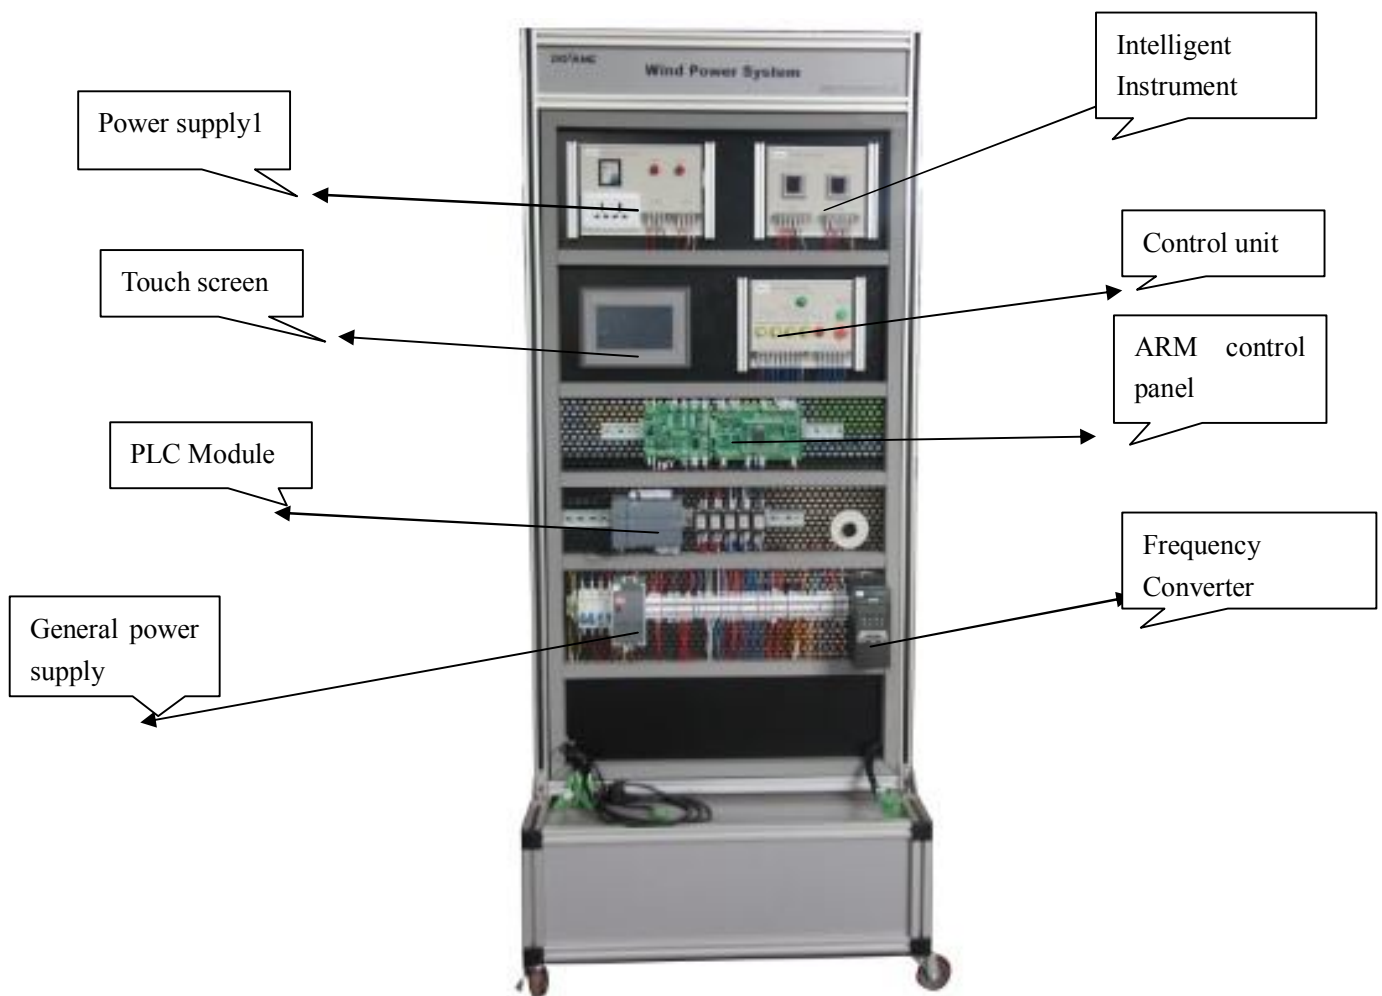 Wind Power System
Intelligent
Instrument
Power supply1
Control unit
Touch screen
ARM control
panel
PLC Module
Frequency
Converter
General power
supply